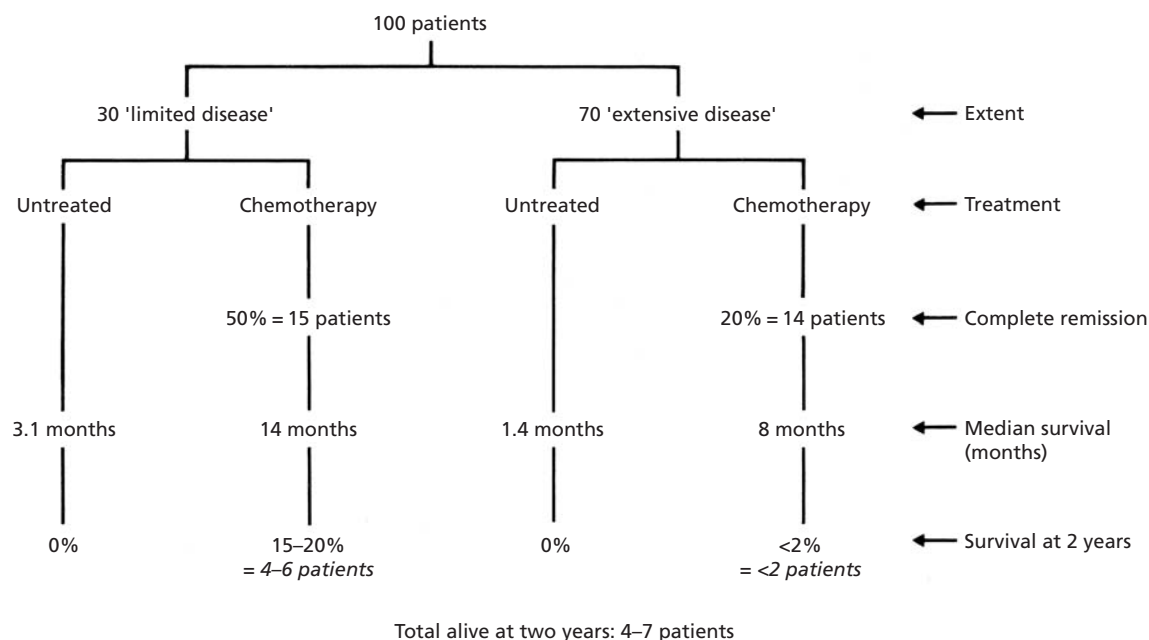 100 patients
30 'limited disease'
70 'extensive disease'
Extent
Untreated
Chemotherapy
Untreated
Chemotherapy
Treatment
50% = 15 patients
20% = 14 patients
Complete remission
3.1 months
14 months
1.4 months
8 months
Median survival
(months)
0%
15–20%
= 4–6 patients
0%
<2%
= <2 patients
Survival at 2 years
Total alive at two years: 4–7 patients